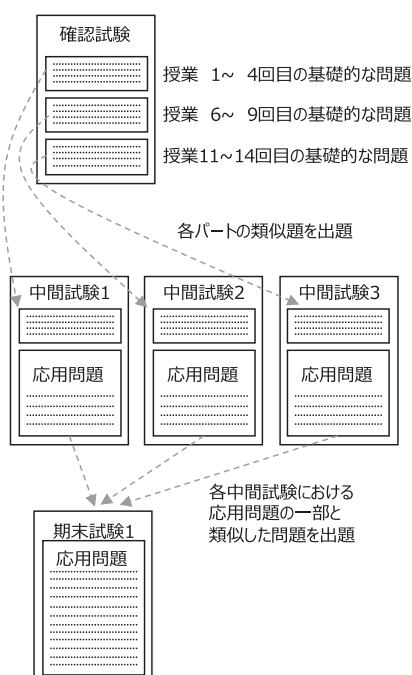 確認試験
授業 1~ 4回目の基礎的な問題
授業 6~ 9回目の基礎的な問題
授業11~14回目の基礎的な問題
各パートの類似題を出題
中間試験1
中間試験2
中間試験3
応用問題
応用問題
応用問題
各中間試験における
応用問題の一部と
類似した問題を出題
期末試験1
応用問題